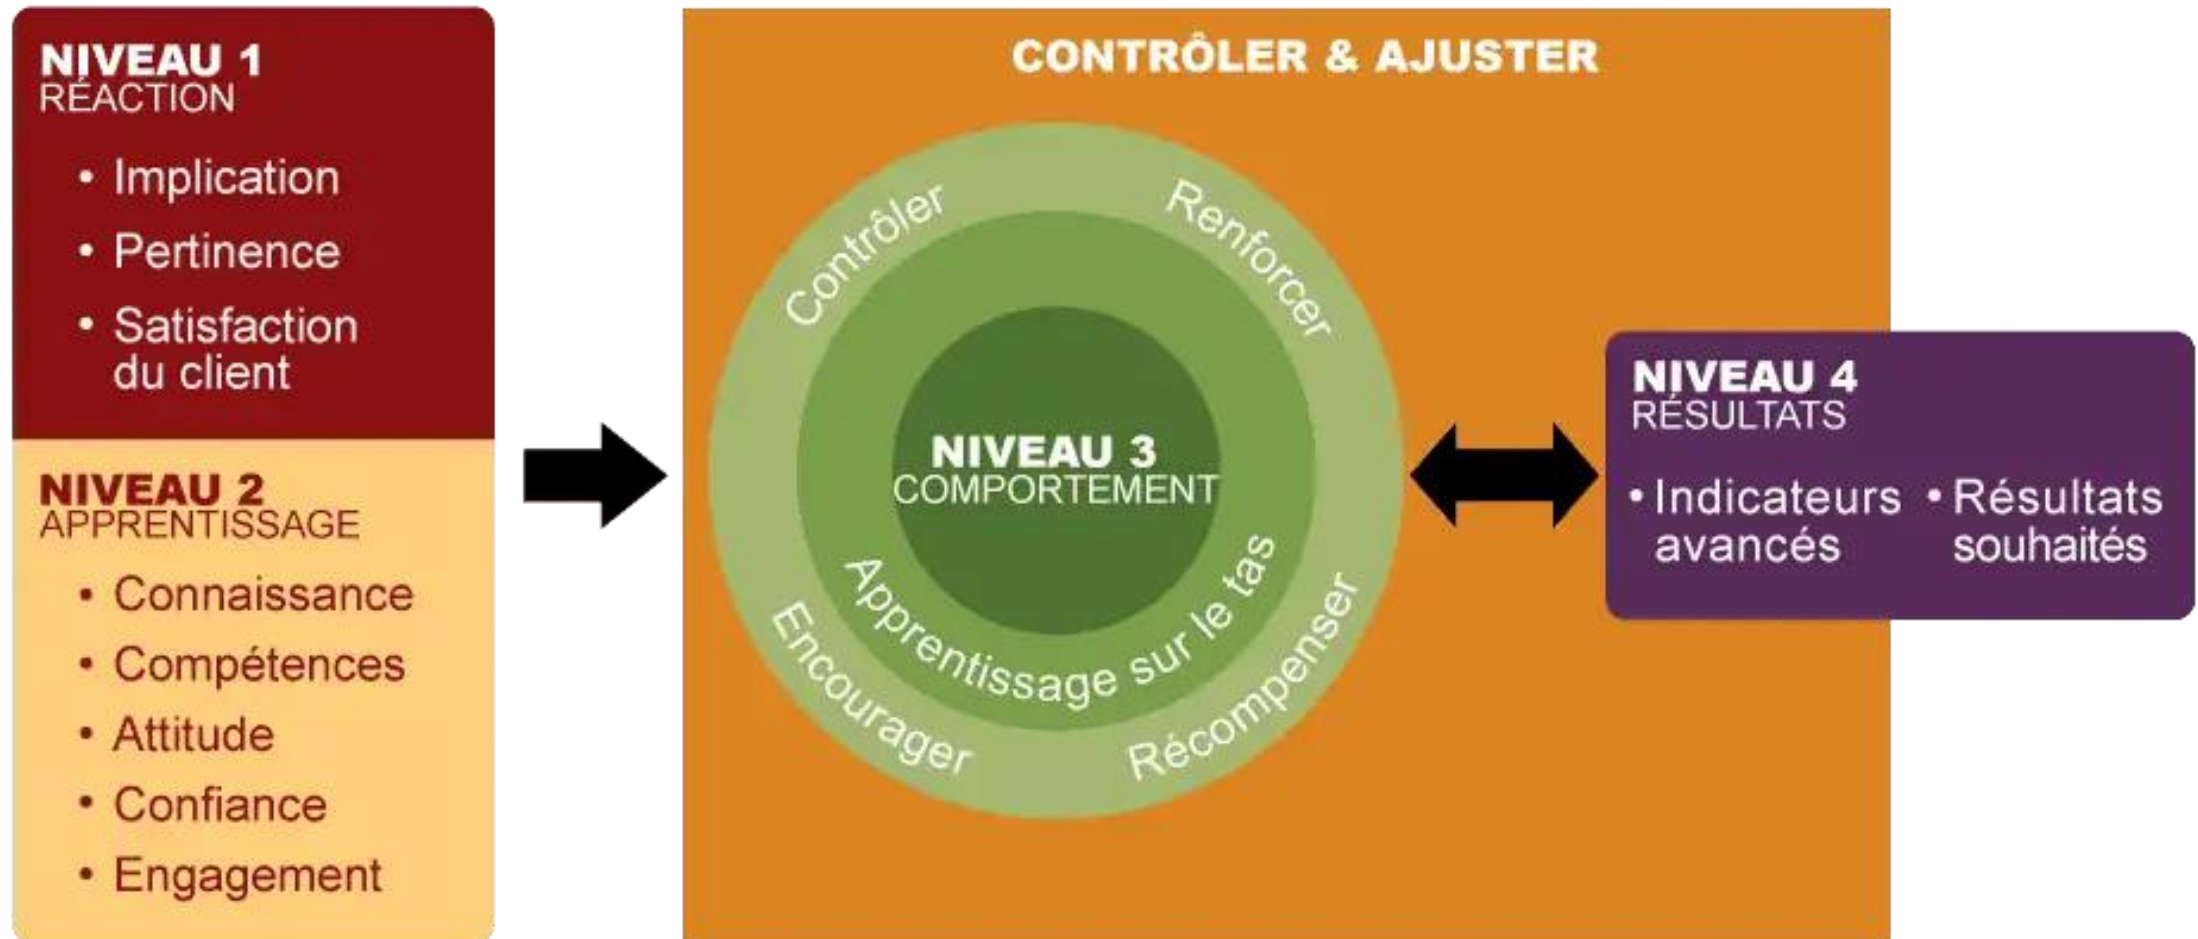 NIVEAU 1
RÉACTION
• Implication
• Pertinence
• Satisfaction
du client
NIVEAU 2
APPRENTISSAGE
• Connaissance
• Compétences
• Attitude
• Confiance
• Engagement
CONTRÔLER & AJUSTER
Contrôler
Renforcer
NIVEAU 3
COMPORTEMENT
Apprentissage sur le tas
Encourager
Récompenser
NIVEAU 4
RÉSULTATS
• Indicateurs
avancés
• Résultats
souhaités